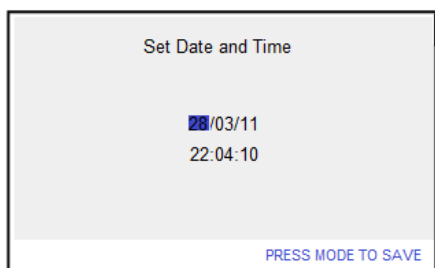 Set Date and Time
28/03/11
22:04:10
PRESS MODE TO SAVE